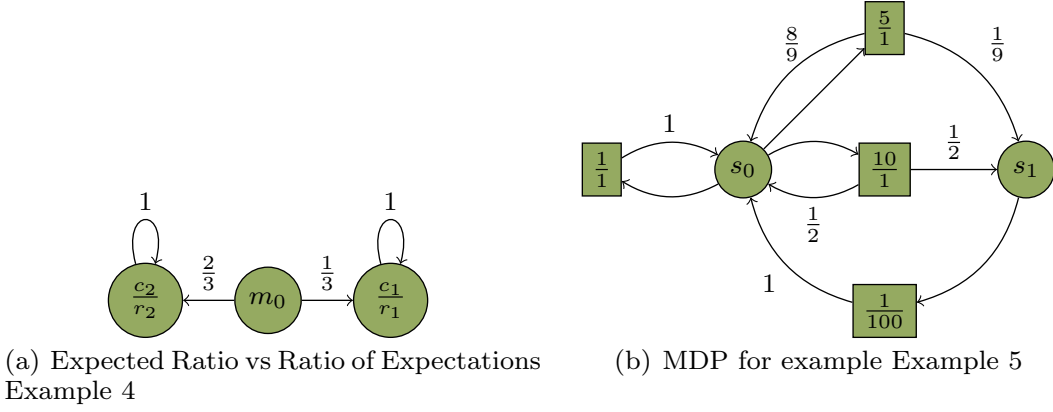 5/1
8/9
1/9
1
1/1
s₀
10/1
1/2
s₁
1/2
1
1/100
1
1
c₂/r₂
2/3
m₀
1/3
c₁/r₁
(a) Expected Ratio vs Ratio of Expectations
Example 4
(b) MDP for example Example 5